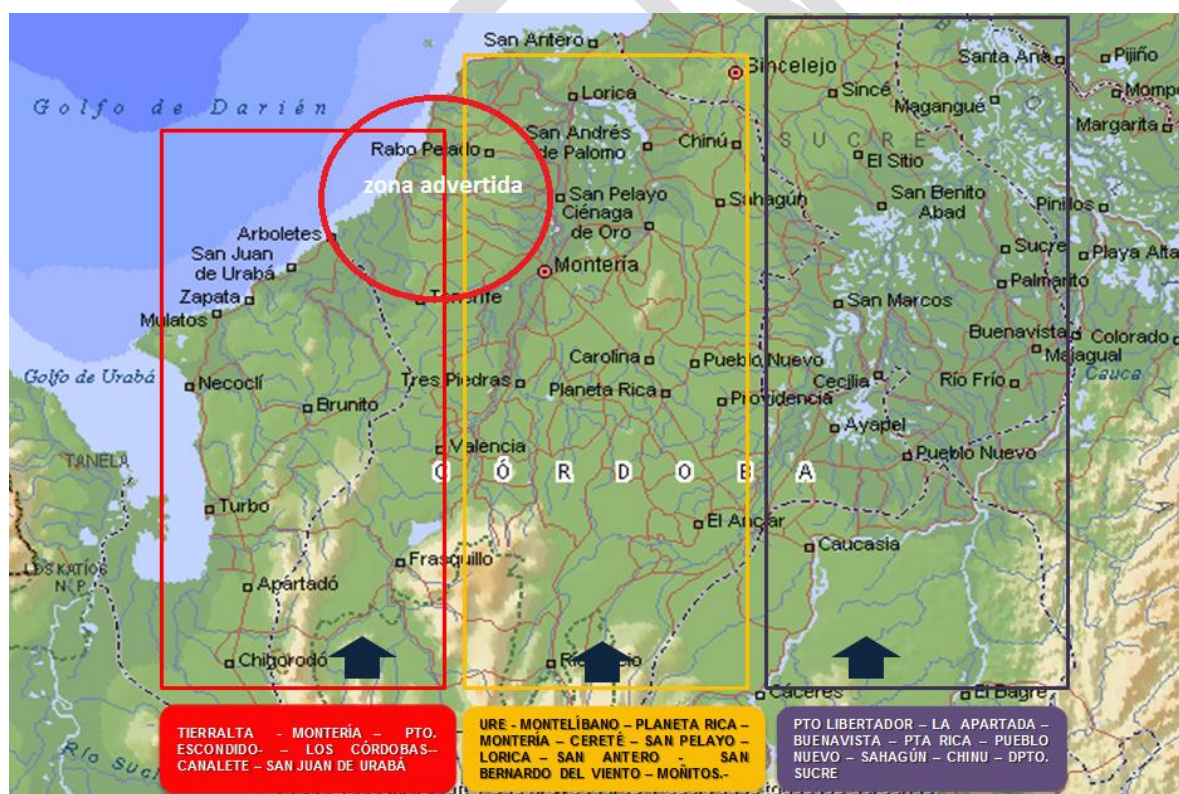 San Antero
Sincelejo
Santa Ana
Pijiño
Golfo de Darién
Lorica
Sincé
Magangué
Mompo
Margarita
Rabo Pelado
San Andrés
de Palomo
Chinú
SUCRE
El Sitio
zona advertida
San Pelayo
Ciénaga
de Oro
Sahagún
San Benito
Abad
Pinillos
Arboletes
San Juan
de Urabá
Montería
Sucre
Playa Alta
Zapata
Tenerife
San Marcos
Palmarito
Mulatos
Buenavista
Colorado
Majagual
Golfo de Urabá
Necoclí
Tres Piedras
Carolina
Pueblo Nuevo
Planeta Rica
Cecilia
Río Frío
Cauca
Brunito
Providencia
Ayapel
Valencia
Pueblo Nuevo
TANELA
CÓRDOBA
Turbo
El Anclar
Caucasia
LOS KATÍOS
N.P.
Frasquillo
Apartadó
Chigorodó
Cáceres
El Bagre
Río Suc
TIERRALTA - MONTERÍA – PTO.
ESCONDIDO- – LOS CÓRDOBAS--
CANALETE – SAN JUAN DE URABÁ
URE - MONTELÍBANO – PLANETA RICA –
MONTERÍA – CERETÉ – SAN PELAYO –
LORICA – SAN ANTERO - SAN
BERNARDO DEL VIENTO – MOÑITOS.-
PTO LIBERTADOR – LA APARTADA –
BUENAVISTA – PTA RICA – PUEBLO
NUEVO – SAHAGÚN – CHINU – DPTO.
SUCRE